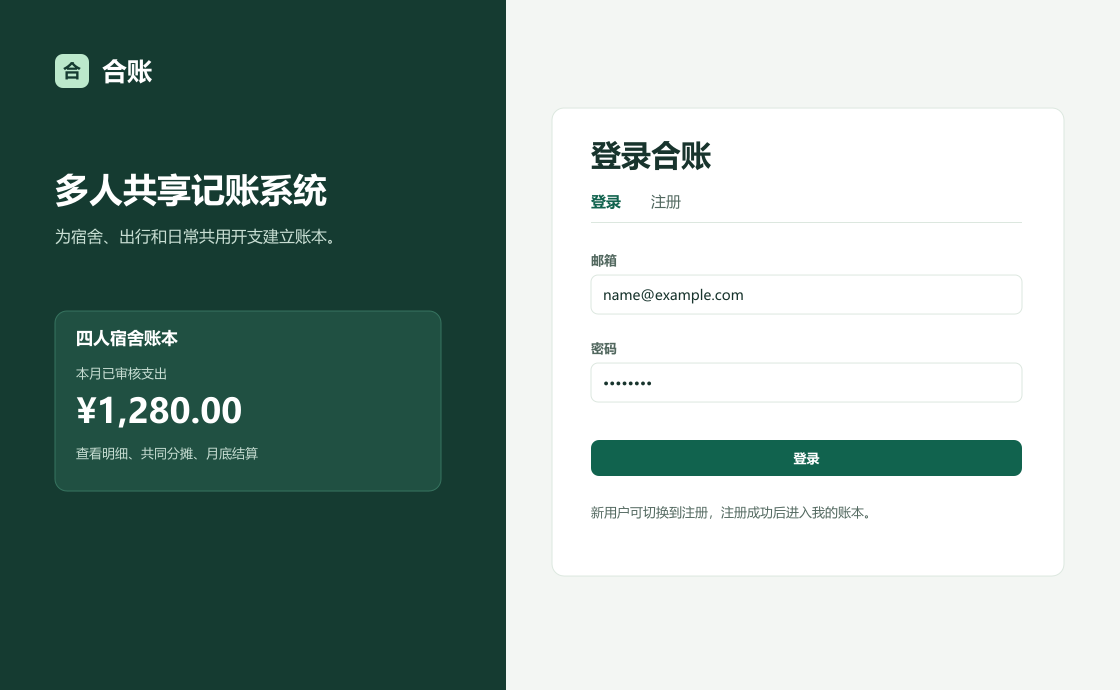 合 合账
多人共享记账系统
为宿舍、出行和日常共用开支建立账本。
四人宿舍账本
本月已审核支出
¥1,280.00
查看明细、共同分摊、月底结算
登录合账
登录 注册
邮箱
name@example.com
密码
••••••••
登录
新用户可切换到注册，注册成功后进入我的账本。